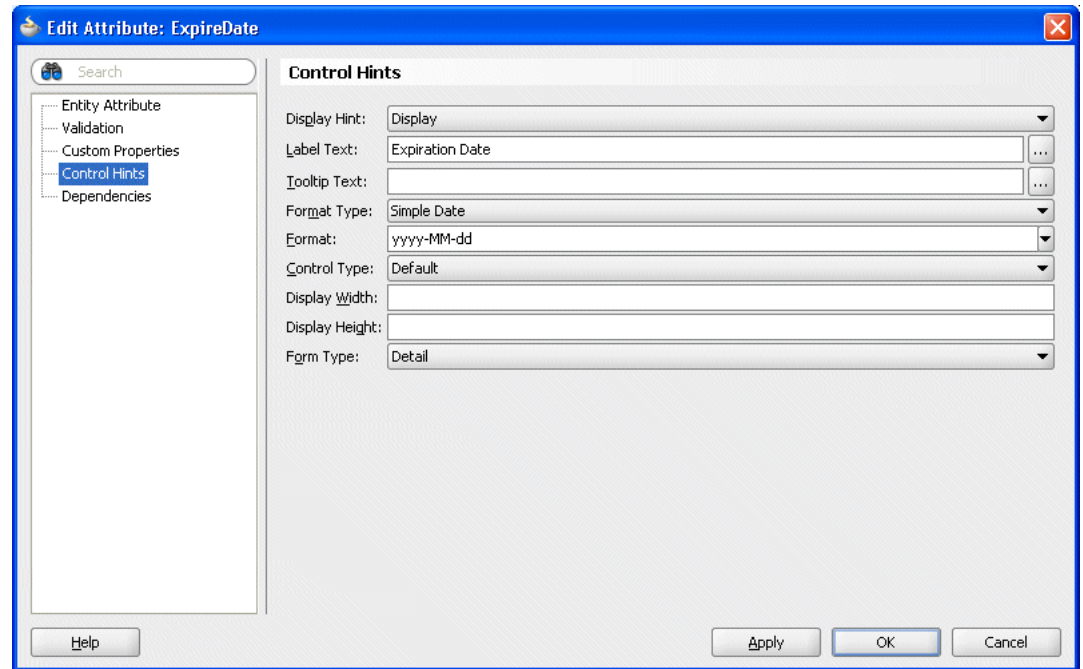 Edit Attribute: ExpireDate
Search
Entity Attribute
Validation
Custom Properties
Control Hints
Dependencies
Control Hints
Display Hint: Display
Label Text: Expiration Date ...
Tooltip Text: ...
Format Type: Simple Date
Format: yyyy-MM-dd
Control Type: Default
Display Width:
Display Height:
Form Type: Detail
Help Apply OK Cancel